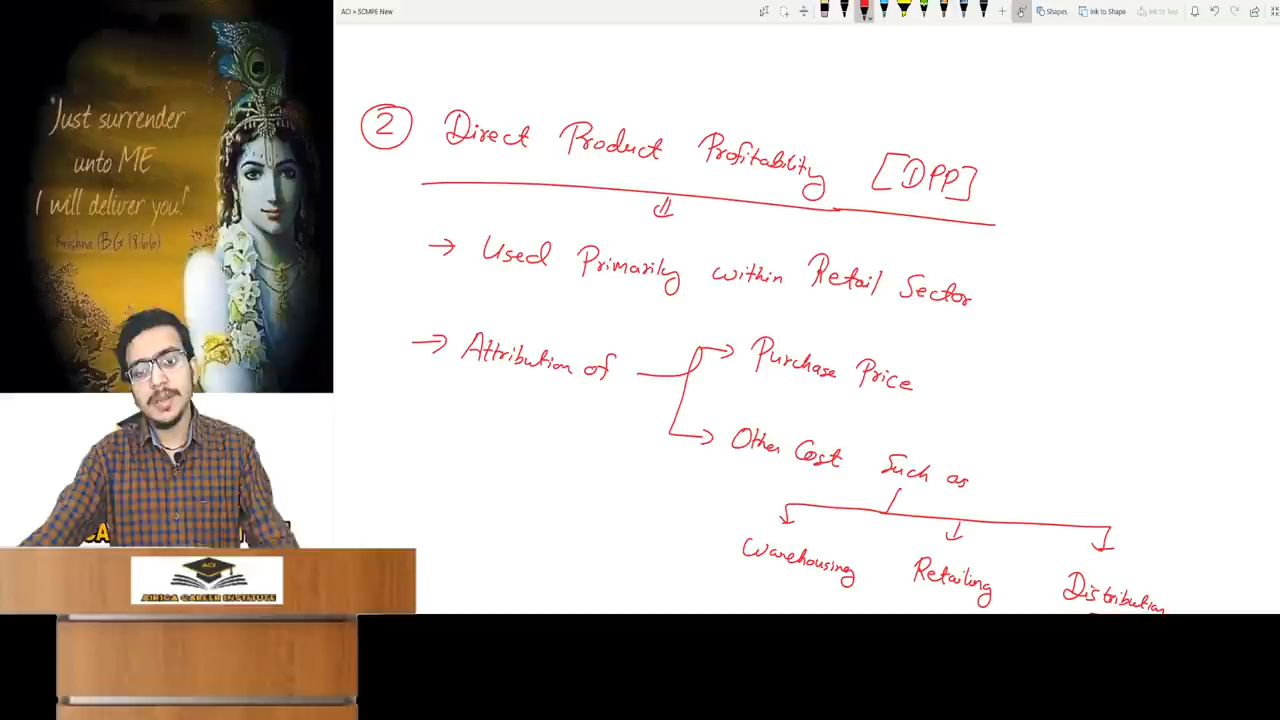 ACI > SCMPE New
Shapes
Ink to Shape
Ink to Text
"Just surrender
unto ME
I will deliver you!"
Krishna (B.G 18.66)
2 Direct Product Profitability [DPP]
→ Used Primarily within Retail Sector
→ Attribution of
Purchase Price
Other Cost Such as
Warehousing
Retailing
Distribution
ACI
AIRIGA CAREER INSTITUTE